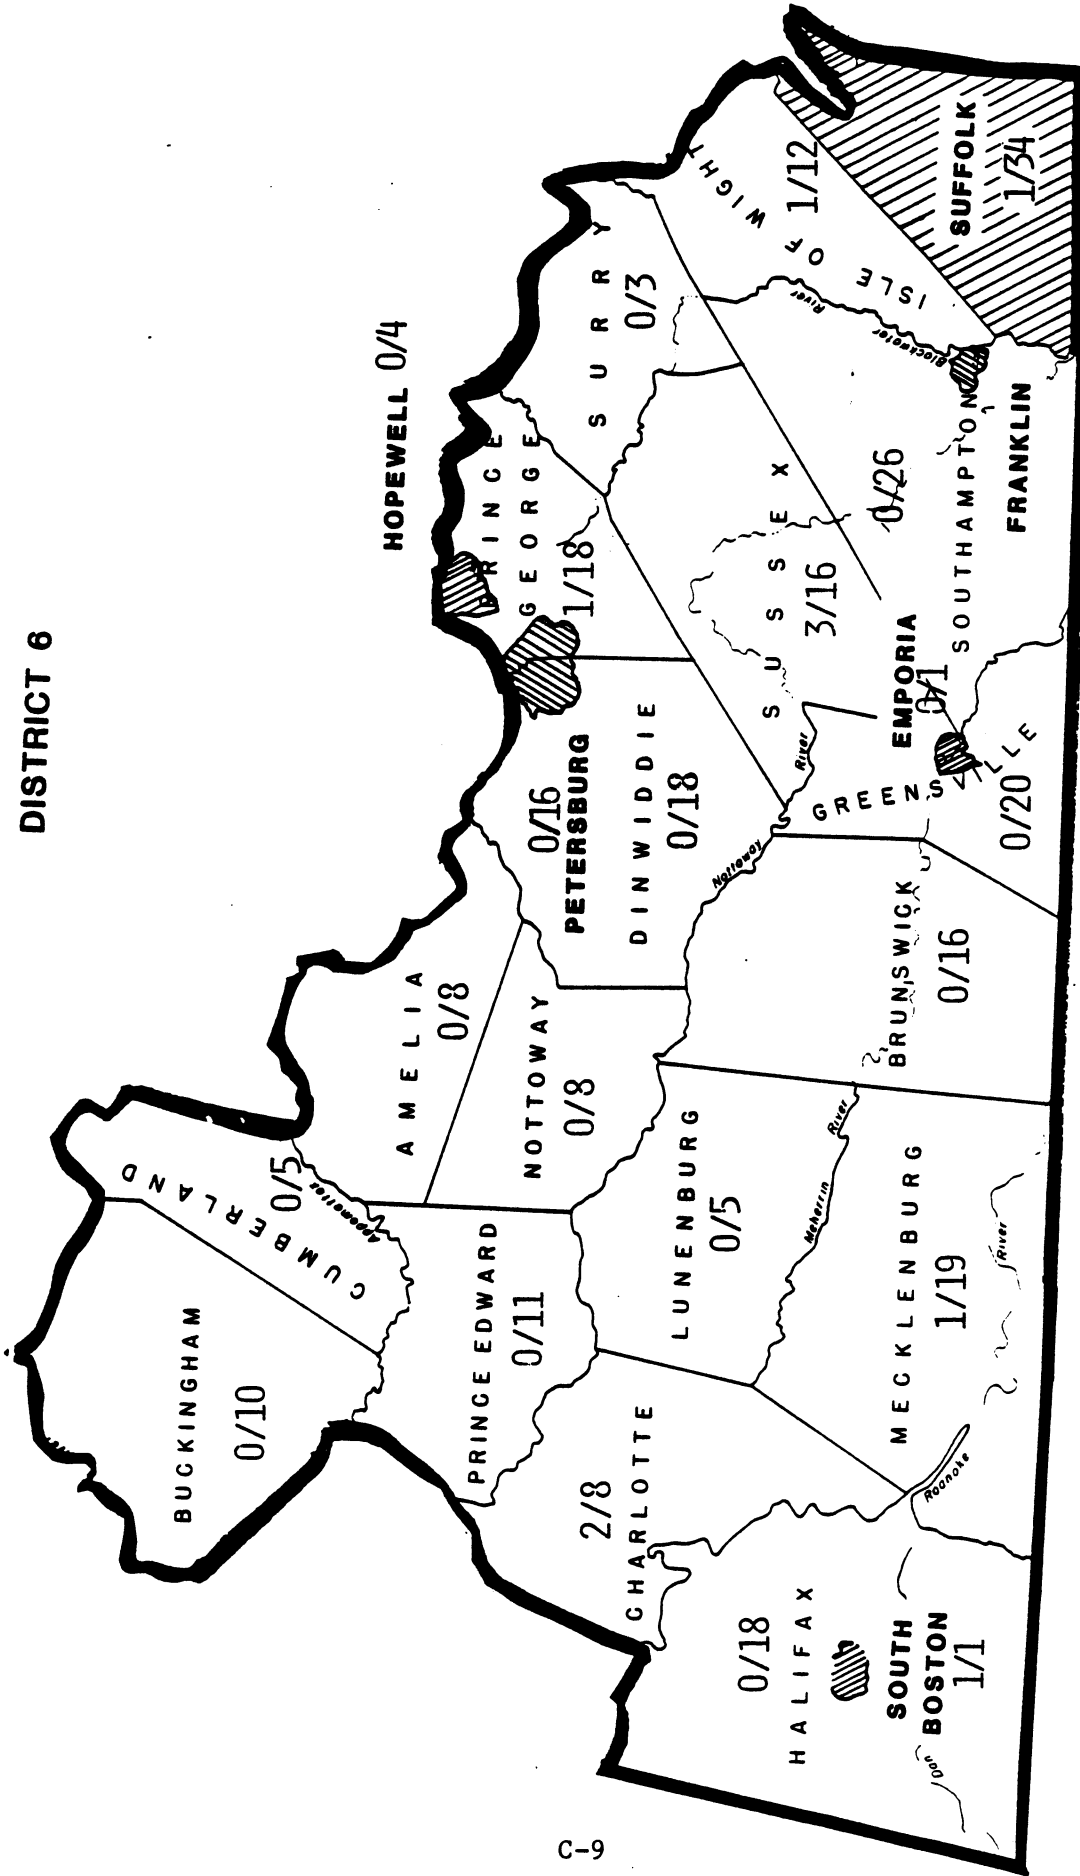 DISTRICT 6
BUCKINGHAM
0/10
CUMBERLAND
0/5
Appomattox
AMELIA
0/8
PRINCE EDWARD
0/11
NOTTOWAY
0/8
HOPEWELL 0/4
PRINCE
GEORGE
1/18
0/16
PETERSBURG
DINWIDDIE
0/18
SURRY
0/3
ISLE OF WIGHT
1/12
SUFFOLK
1/34
2/8
CHARLOTTE
LUNENBURG
0/5
Nottoway
River
SUSSEX
3/16
Blackwater
River
0/26
SOUTHAMPTON
FRANKLIN
EMPORIA
0/1
GREENSVILLE
0/20
BRUNSWICK
0/16
Meherrin
River
MECKLENBURG
1/19
River
Roanoke
0/18
HALIFAX
SOUTH
BOSTON
1/1
Dan
C-9